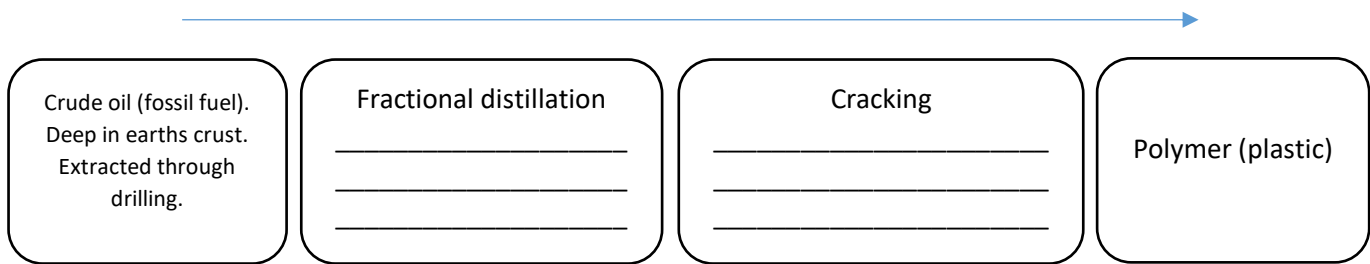 Crude oil (fossil fuel).
Deep in earths crust.
Extracted through
drilling.
Fractional distillation
Cracking
Polymer (plastic)